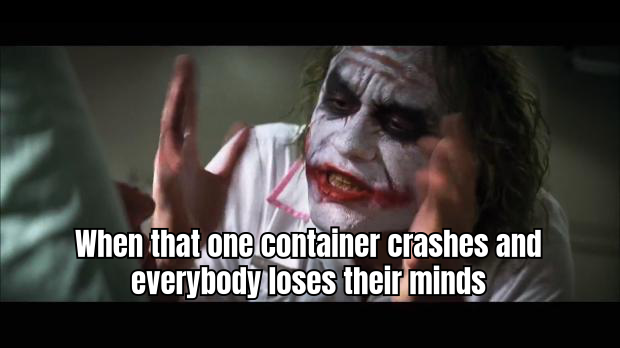 When that one container crashes and
everybody loses their minds